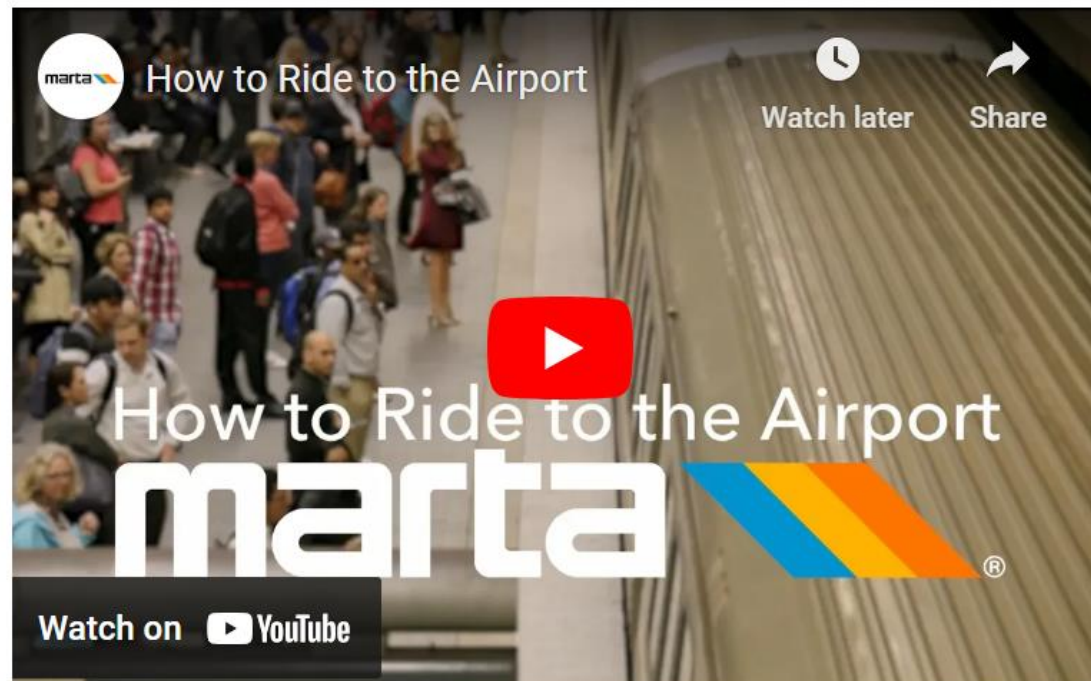 marta
How to Ride to the Airport
Watch later
Share
How to Ride to the Airport
marta
®
Watch on YouTube